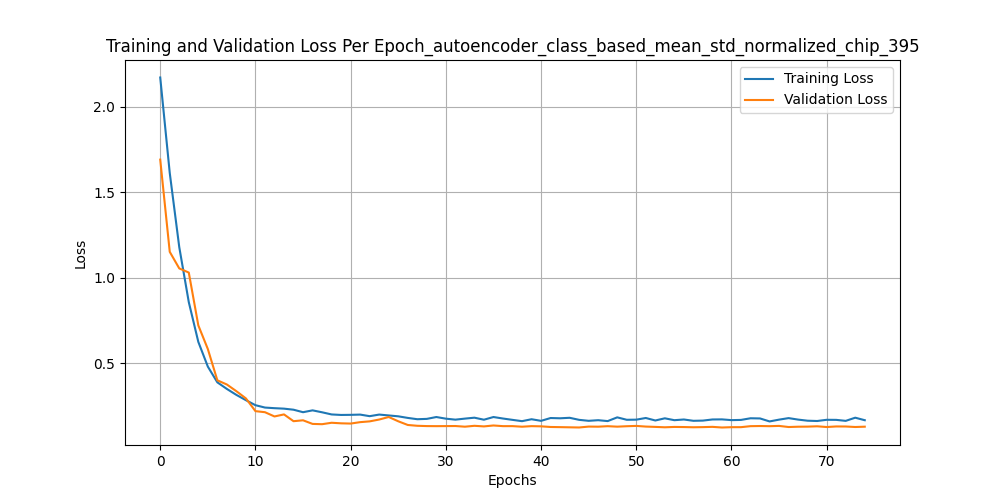 Training and Validation Loss Per Epoch_autoencoder_class_based_mean_std_normalized_chip_395
Training Loss
Validation Loss
2.0
1.5
1.0
0.5
Loss
0 10 20 30 40 50 60 70
Epochs